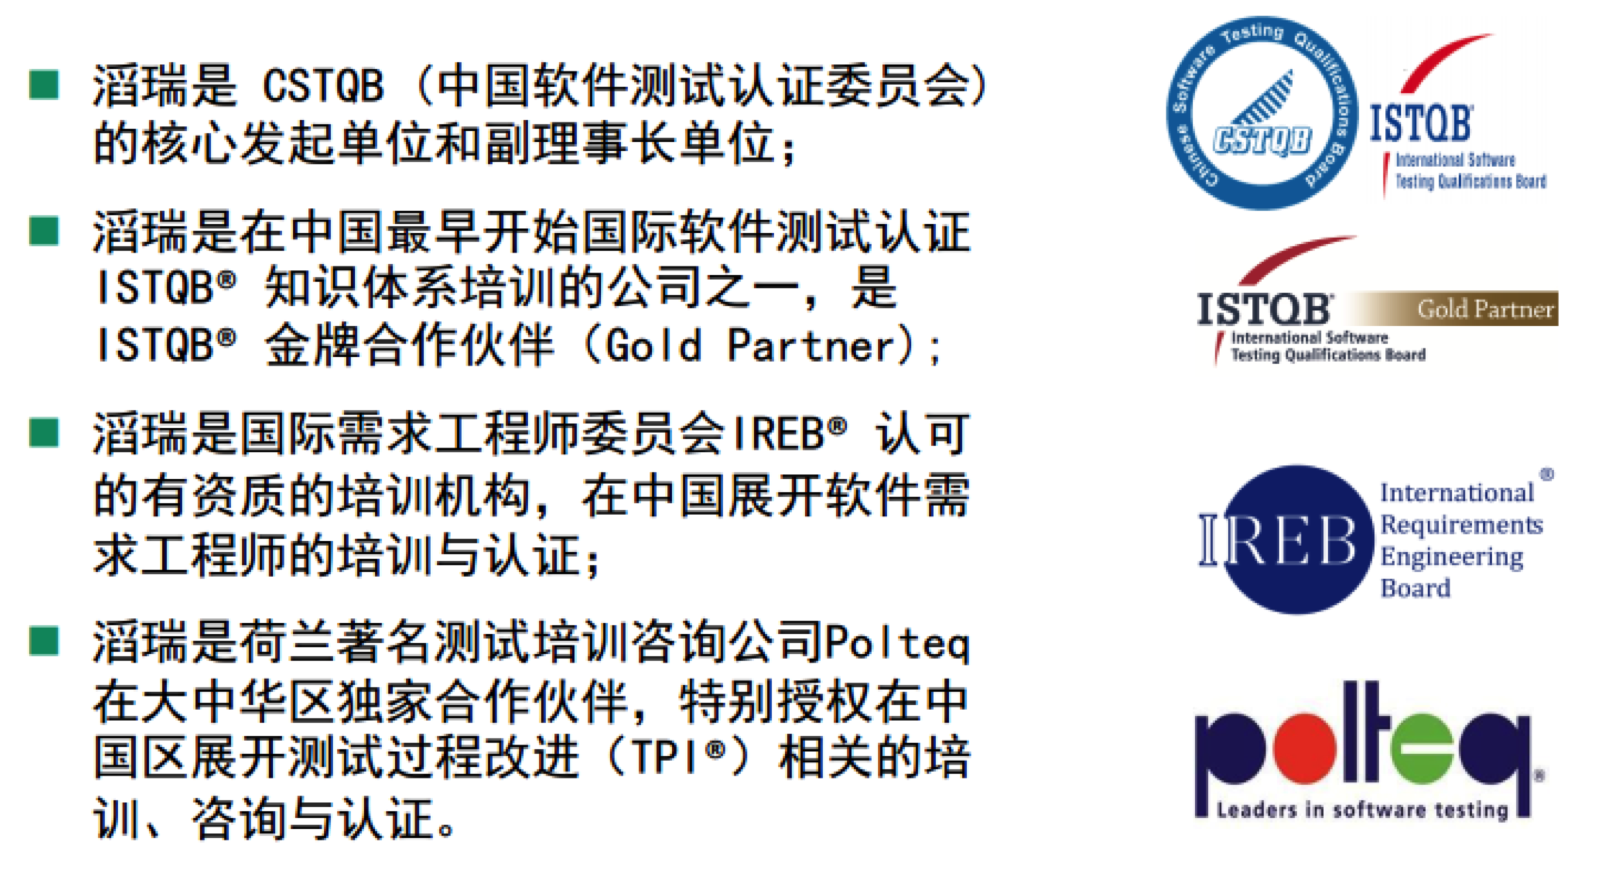 滔瑞是 CSTQB (中国软件测试认证委员会)
的核心发起单位和副理事长单位；
滔瑞是在中国最早开始国际软件测试认证
ISTQB® 知识体系培训的公司之一，是
ISTQB® 金牌合作伙伴（Gold Partner);
滔瑞是国际需求工程师委员会IREB® 认可
的有资质的培训机构，在中国展开软件需
求工程师的培训与认证；
滔瑞是荷兰著名测试培训咨询公司Polteq
在大中华区独家合作伙伴，特别授权在中
国区展开测试过程改进（TPI®）相关的培
训、咨询与认证。
Chinese Software Testing Qualifications Board
CSTQB
ISTQB®
International Software
Testing Qualifications Board
ISTQB®
Gold Partner
International Software
Testing Qualifications Board
IREB
International ®
Requirements
Engineering
Board
polteq®
Leaders in software testing